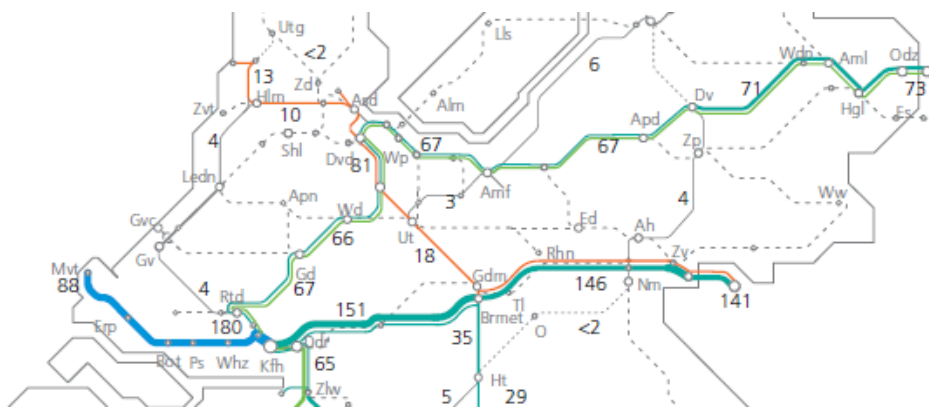 Utg
Lls
<2
6
Wdn
Aml
Odz
13
Zd
Alm
71
73
Hlm
Asd
Dv
Hgl
Es
Zvt
10
Apd
4
Shl
Dvd
Wp
67
67
Zp
81
Ledn
Amf
Apn
3
4
Ww
Gvc
Wd
Ut
Ed
Ah
66
Gv
18
Rhn
Zv
Mvt
Gd
Gdm
88
67
146
Nm
141
4
Rtd
151
Tl
Erp
180
Brmet
O
<2
35
Bot
Ps
Whz
Kfh
Ddr
65
Ht
Zlw
5
29